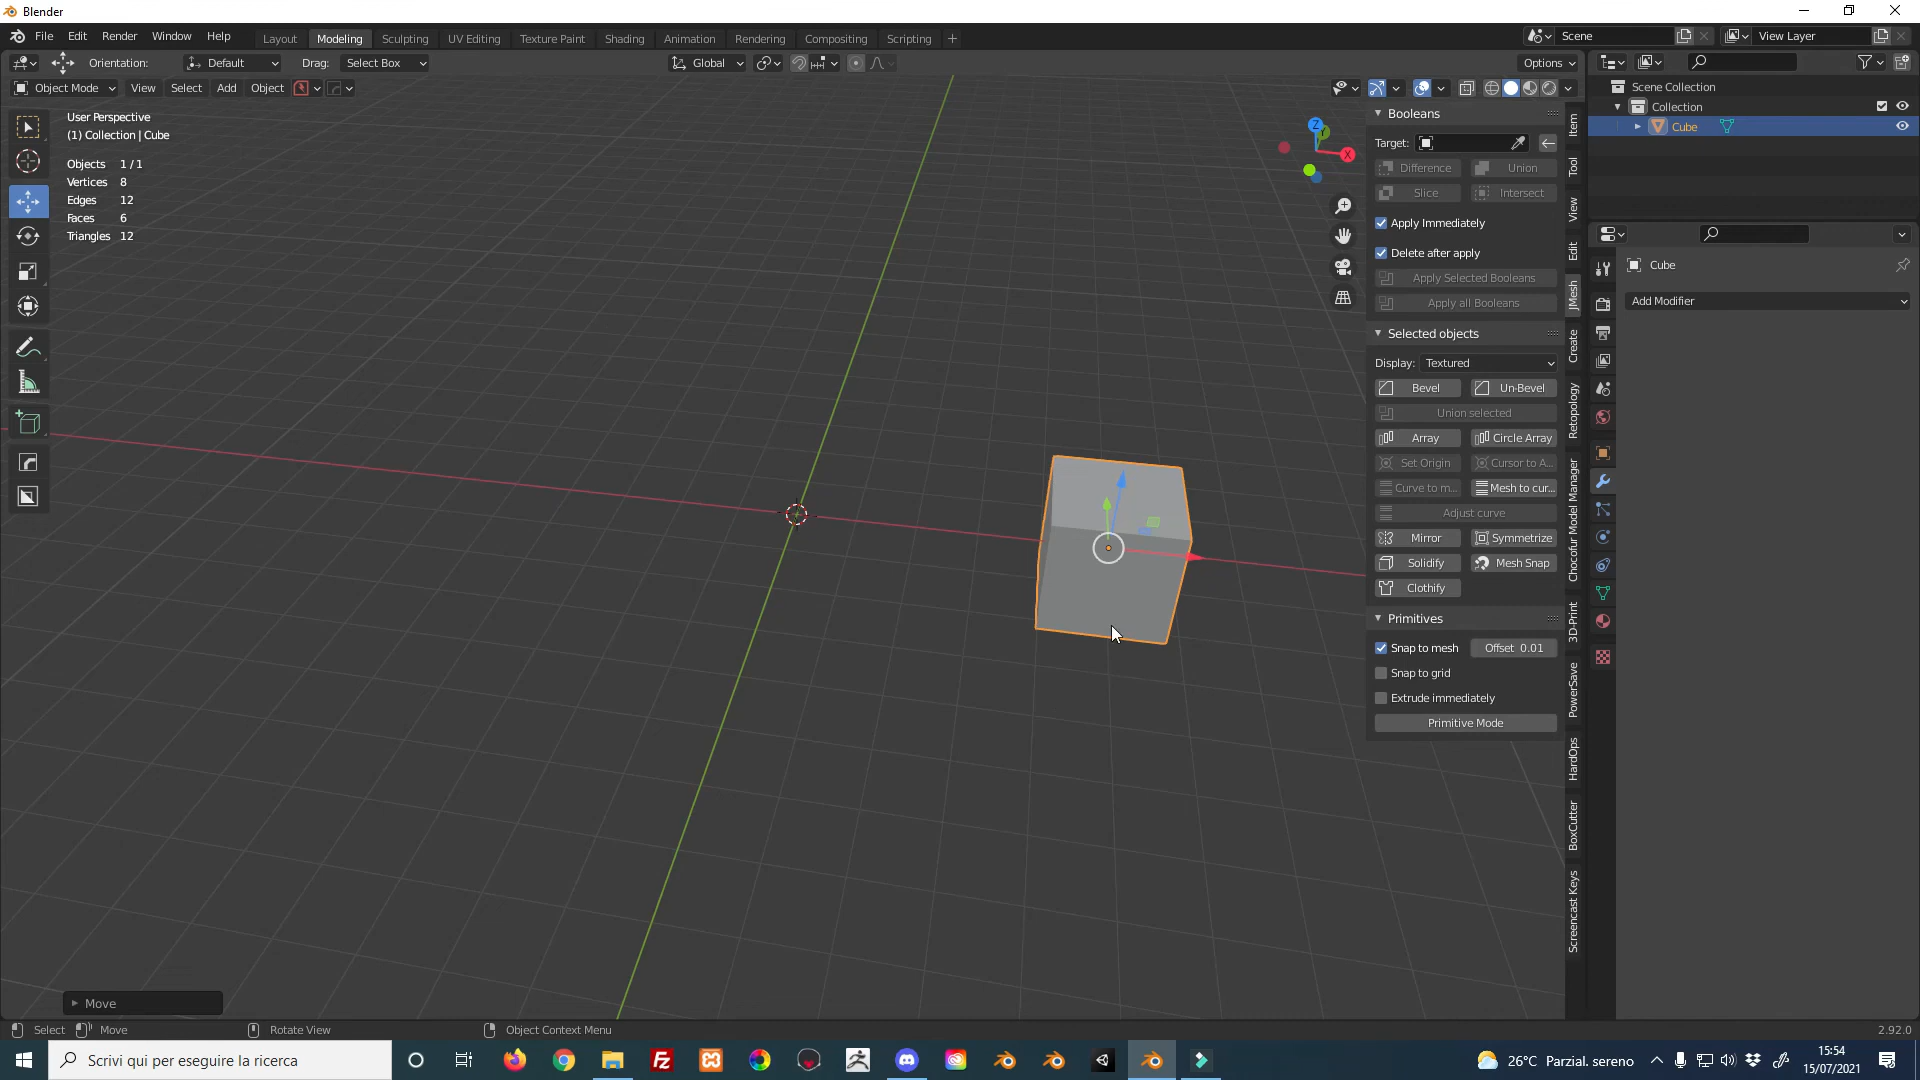 Blender
File Edit Render Window Help
Layout Modeling Sculpting UV Editing Texture Paint Shading Animation Rendering Compositing Scripting +
Scene
View Layer
Orientation: Default Drag: Select Box
Global
Options
Object Mode View Select Add Object
User Perspective
(1) Collection | Cube
Objects 1 / 1
Vertices 8
Edges 12
Faces 6
Triangles 12
Z
Y
X
Booleans
Target:
Difference Union
Slice Intersect
Apply Immediately
Delete after apply
Apply Selected Booleans
Apply all Booleans
Selected objects
Display: Textured
Bevel Un-Bevel
Union selected
Array Circle Array
Set Origin Cursor to A...
Curve to m... Mesh to cur...
Adjust curve
Mirror Symmetrize
Solidify Mesh Snap
Clothify
Primitives
Snap to mesh Offset 0.01
Snap to grid
Extrude immediately
Primitive Mode
Item
Tool
View
Edit
JMesh
Create
Retopology
Chocofur Model Manager
3D-Print
PowerSave
HardOps
BoxCutter
Screencast Keys
Scene Collection
Collection
Cube
Cube
Add Modifier
Move
Select Move Rotate View Object Context Menu
2.92.0
Scrivi qui per eseguire la ricerca
26°C Parzial. sereno
15:54
15/07/2021